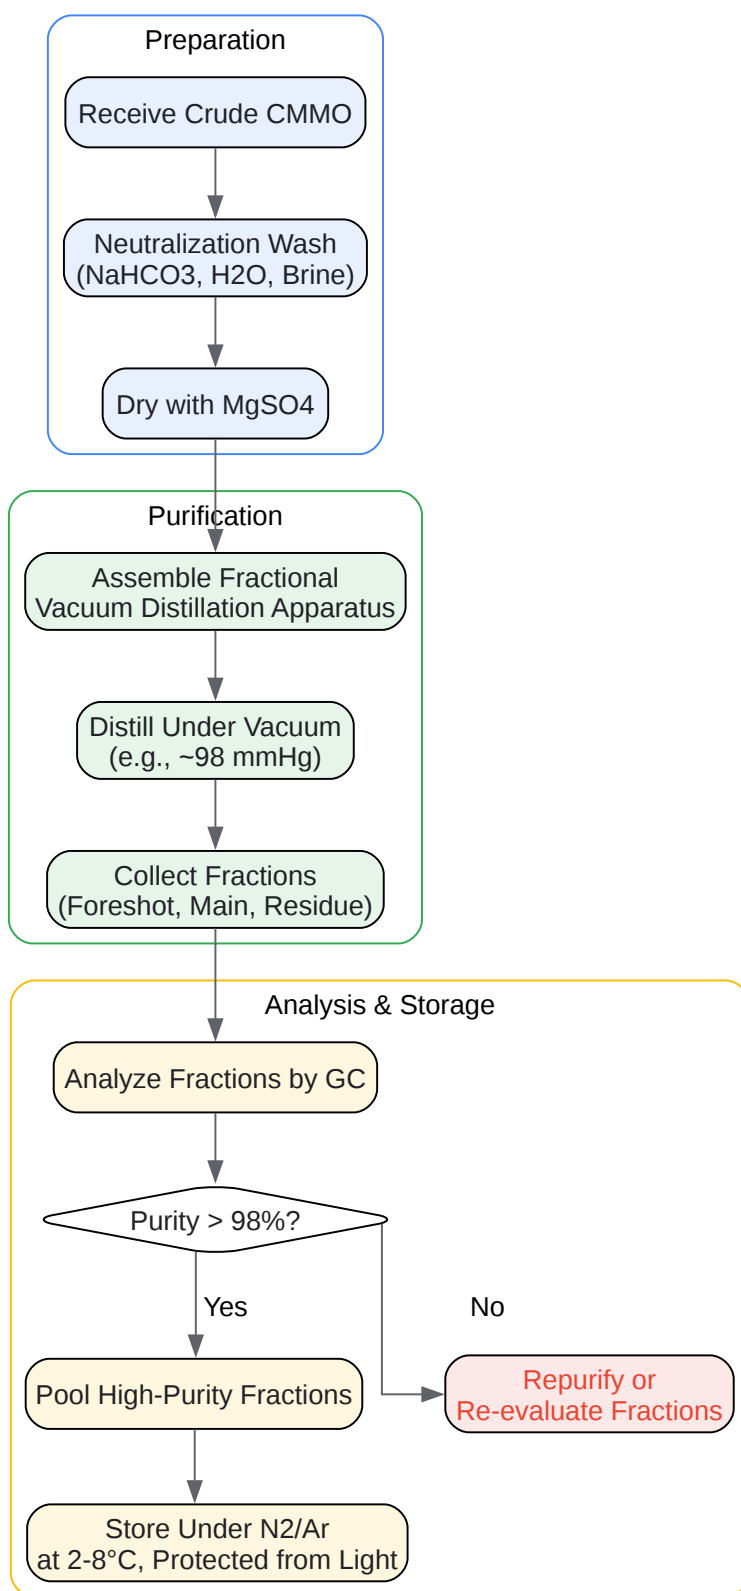 Preparation
Receive Crude CMMO
Neutralization Wash
(NaHCO3, H2O, Brine)
Dry with MgSO4
Purification
Assemble Fractional
Vacuum Distillation Apparatus
Distill Under Vacuum
(e.g., ~98 mmHg)
Collect Fractions
(Foreshot, Main, Residue)
Analysis & Storage
Analyze Fractions by GC
Purity > 98%?
Yes
No
Pool High-Purity Fractions
Repurify or
Re-evaluate Fractions
Store Under N2/Ar
at 2-8°C, Protected from Light